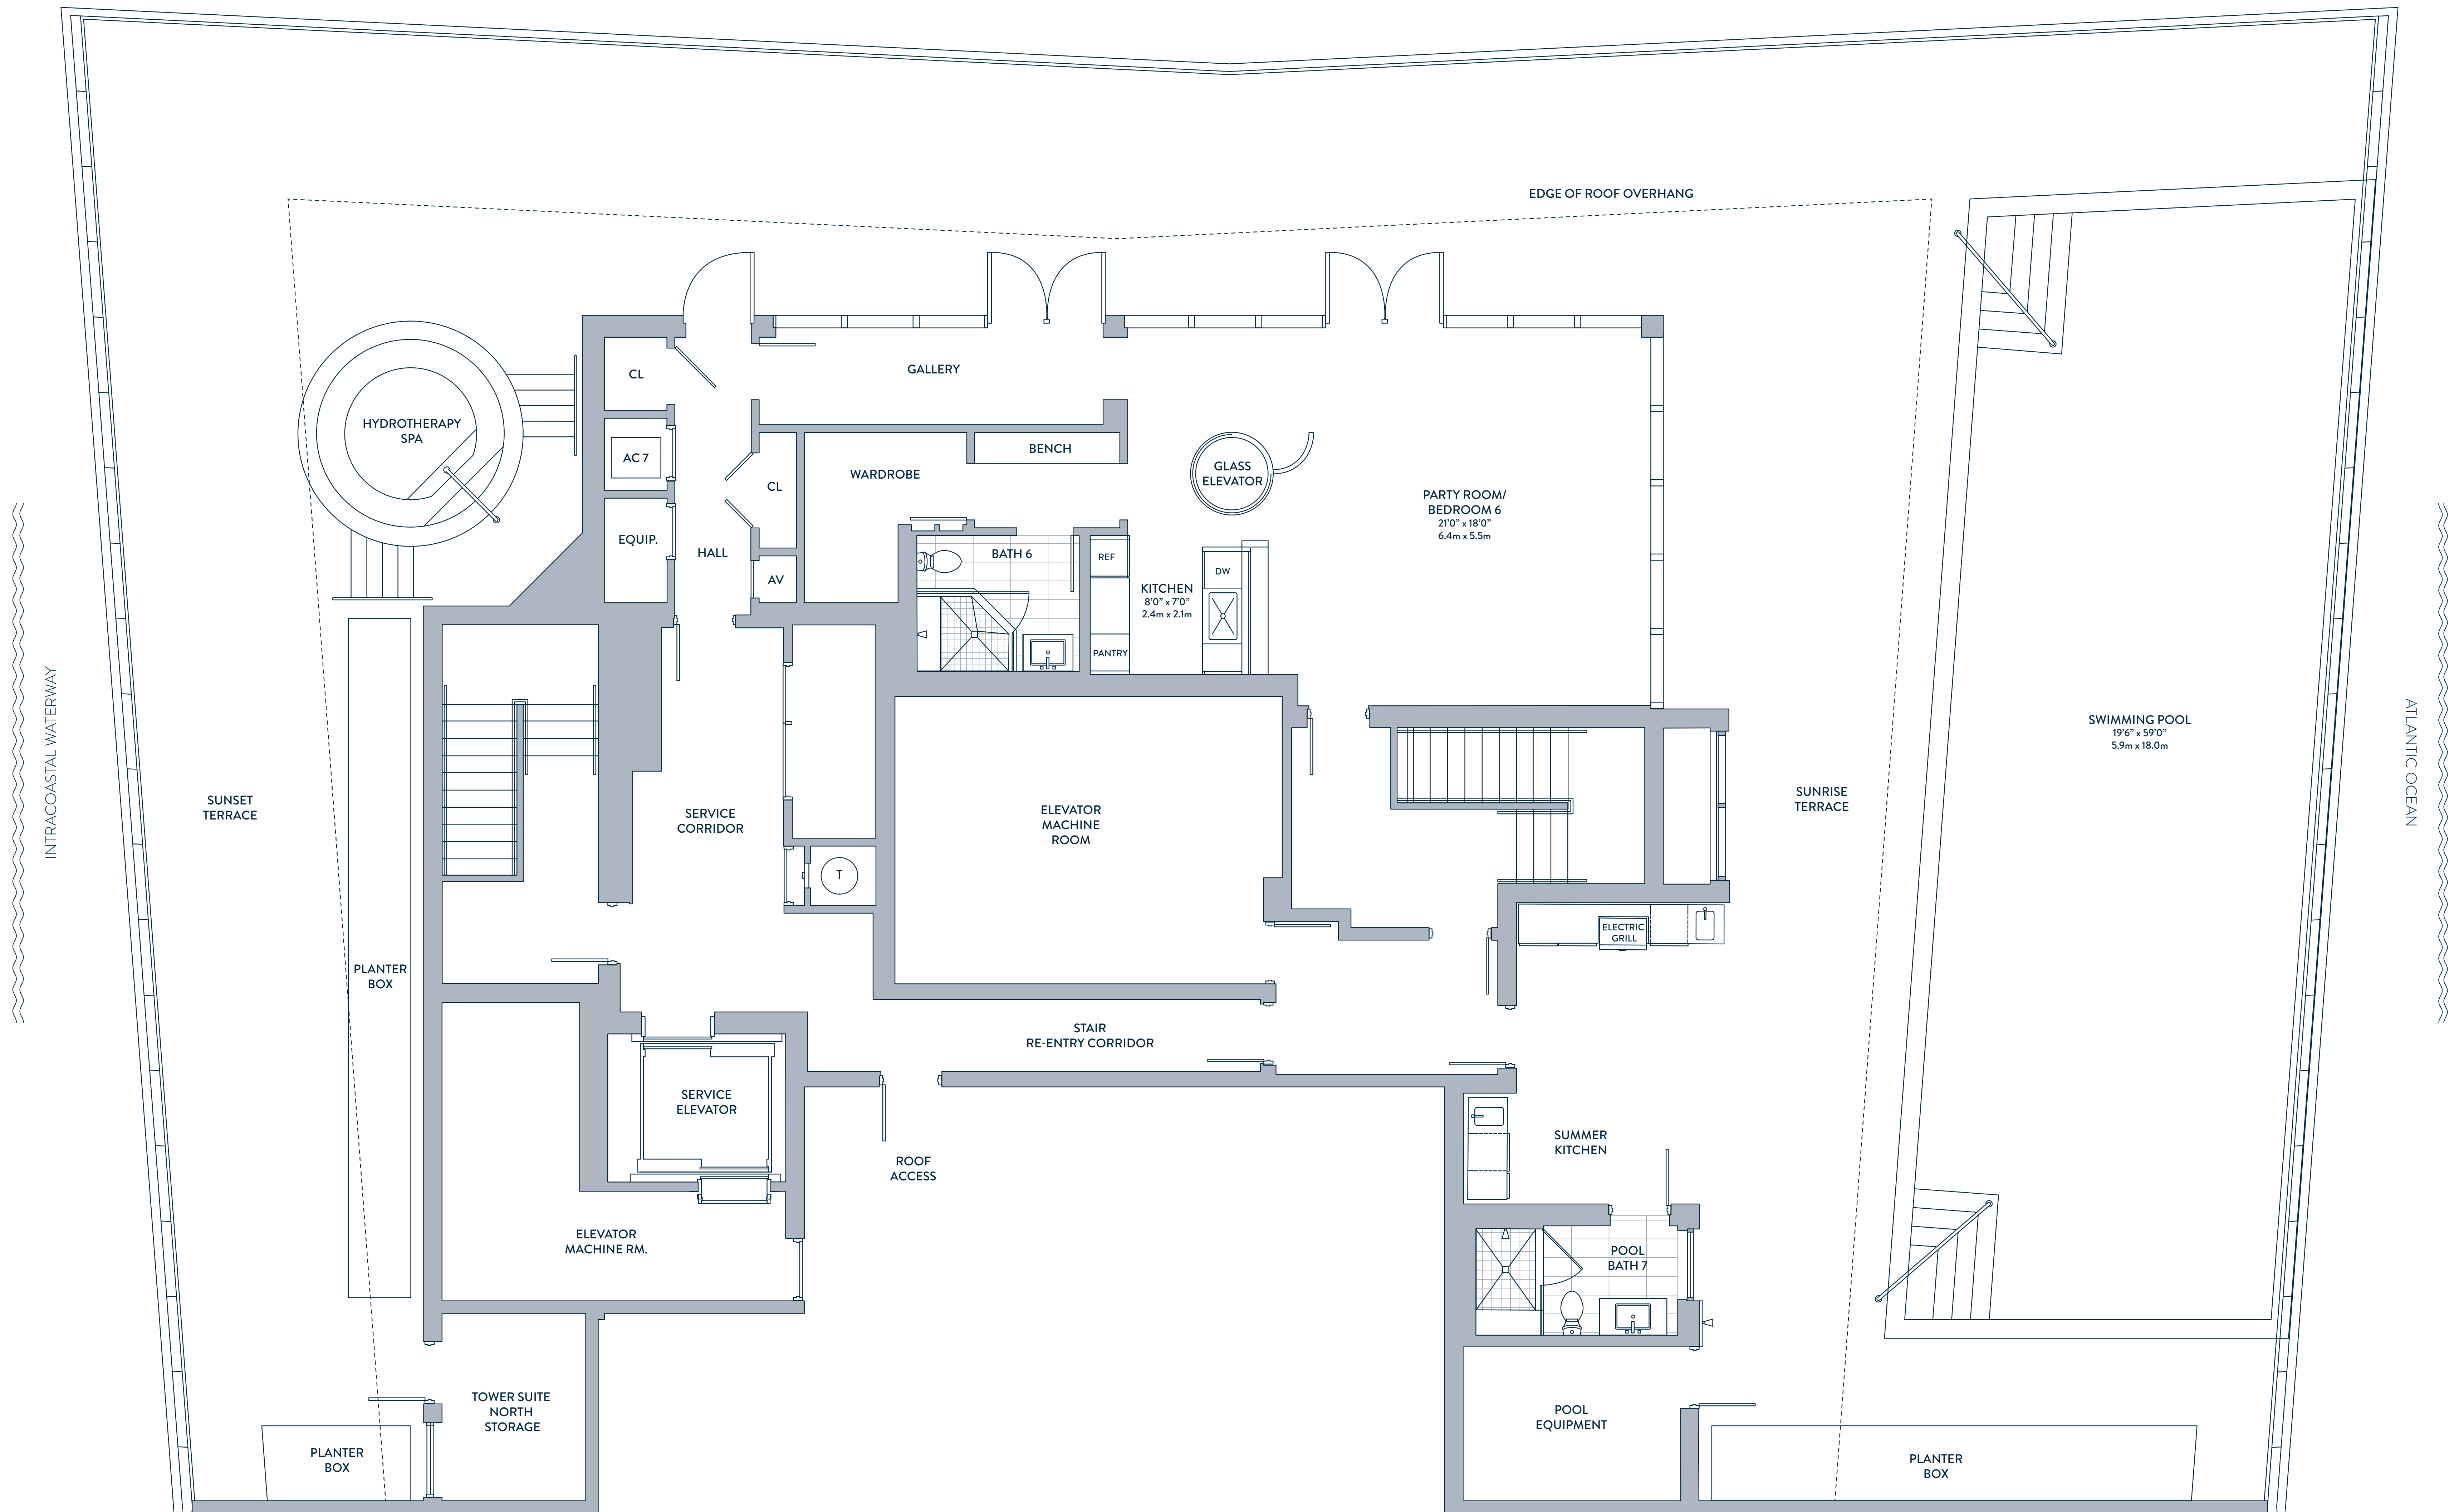 EDGE OF ROOF OVERHANG
CL
GALLERY
HYDROTHERAPY
SPA
AC 7
BENCH
WARDROBE
CL
GLASS
ELEVATOR
PARTY ROOM/
BEDROOM 6
21'0" x 18'0"
6.4m x 5.5m
EQUIP.
HALL
AV
BATH 6
REF
DW
KITCHEN
8'0" x 7'0"
2.4m x 2.1m
PANTRY
INTRACOASTAL WATERWAY
ATLANTIC OCEAN
SWIMMING POOL
19'6" x 59'0"
5.9m x 18.0m
SUNSET
TERRACE
SERVICE
CORRIDOR
ELEVATOR
MACHINE
ROOM
SUNRISE
TERRACE
T
ELECTRIC
GRILL
PLANTER
BOX
STAIR
RE-ENTRY CORRIDOR
SERVICE
ELEVATOR
ROOF
ACCESS
SUMMER
KITCHEN
ELEVATOR
MACHINE RM.
POOL
BATH 7
TOWER SUITE
NORTH
STORAGE
POOL
EQUIPMENT
PLANTER
BOX
PLANTER
BOX